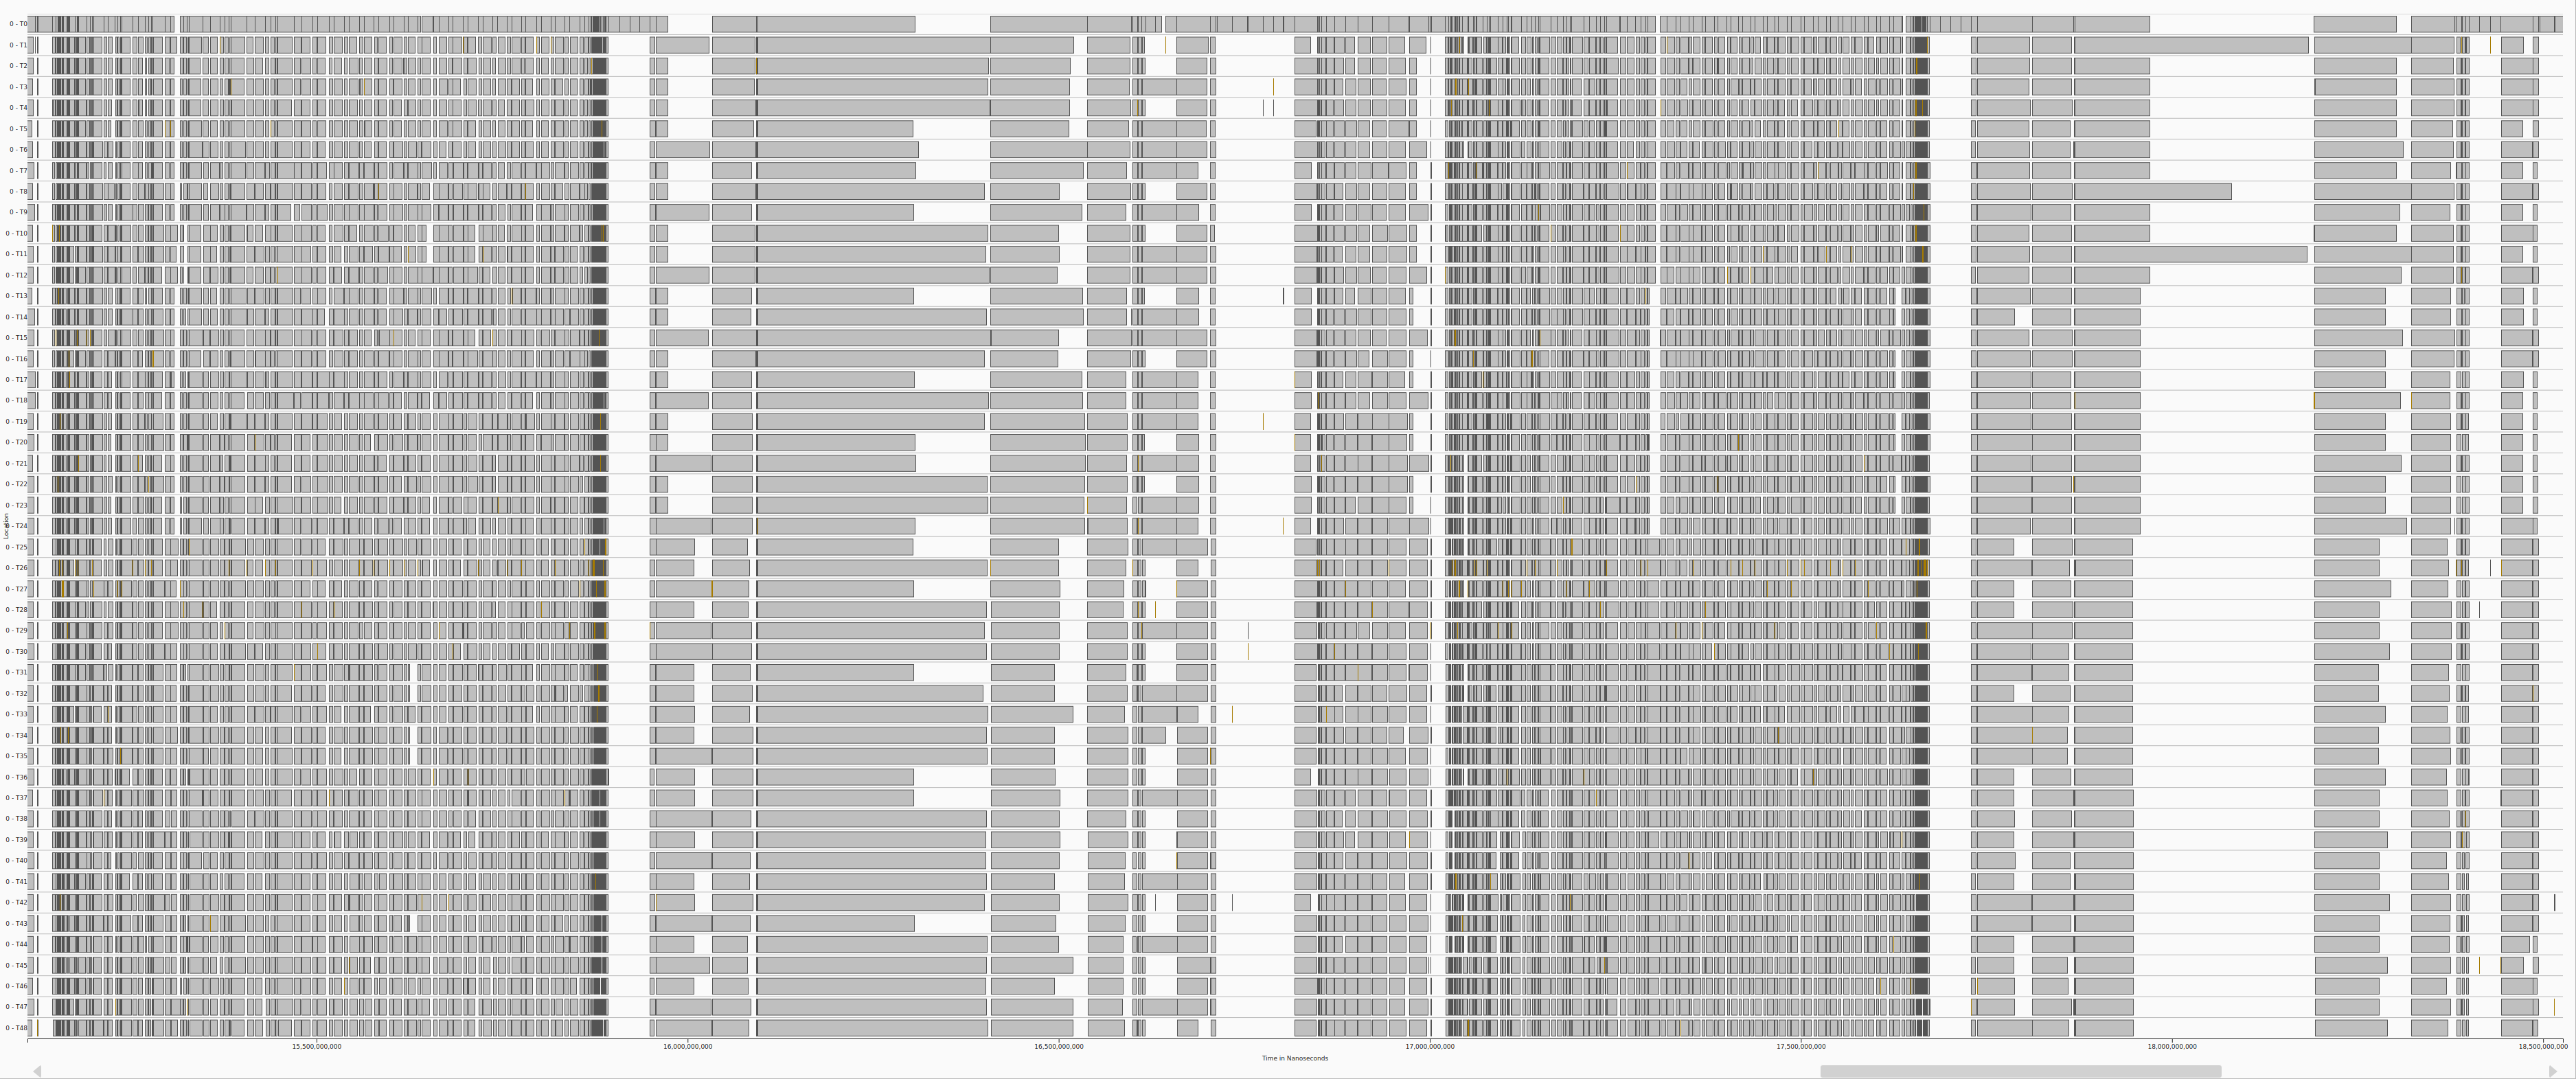 0 - T0
0 - T1
0 - T2
0 - T3
0 - T4
0 - T5
0 - T6
0 - T7
0 - T8
0 - T9
0 - T10
0 - T11
0 - T12
0 - T13
0 - T14
0 - T15
0 - T16
0 - T17
0 - T18
0 - T19
0 - T20
0 - T21
0 - T22
0 - T23
Location
0 - T24
0 - T25
0 - T26
0 - T27
0 - T28
0 - T29
0 - T30
0 - T31
0 - T32
0 - T33
0 - T34
0 - T35
0 - T36
0 - T37
0 - T38
0 - T39
0 - T40
0 - T41
0 - T42
0 - T43
0 - T44
0 - T45
0 - T46
0 - T47
0 - T48
15,500,000,000 16,000,000,000 16,500,000,000 17,000,000,000 17,500,000,000 18,000,000,000 18,500,000,000
Time in Nanoseconds